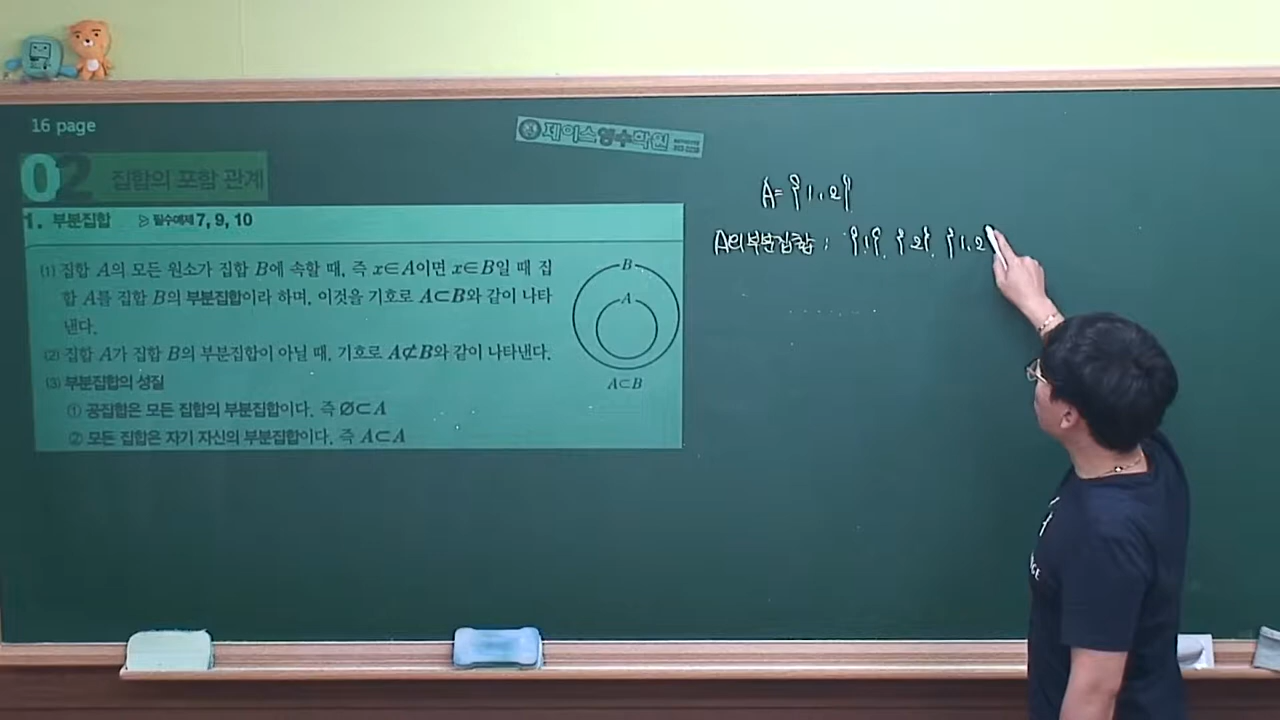 16 page
제이스영수학원
02 집합의 포함 관계
1. 부분집합 ≫ 필수예제 7, 9, 10
(1) 집합 A의 모든 원소가 집합 B에 속할 때, 즉 x∈A이면 x∈B일 때 집
합 A를 집합 B의 부분집합이라 하며, 이것을 기호로 A⊂B와 같이 나타
낸다.
(2) 집합 A가 집합 B의 부분집합이 아닐 때, 기호로 A⊄B와 같이 나타낸다.
(3) 부분집합의 성질
① 공집합은 모든 집합의 부분집합이다. 즉 ∅⊂A
② 모든 집합은 자기 자신의 부분집합이다. 즉 A⊂A
B
A
A⊂B
A={1, 2}
A의 부분집합 : {1}, {2}, {1, 2